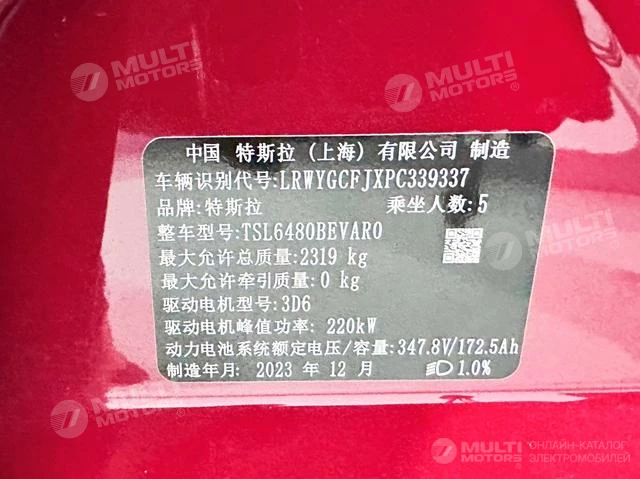 MULTI MOTORS
MULTI MOTORS
中国 特斯拉 (上海) 有限公司 制造
车辆识别代号:LRWYGCFJXPC339337
品牌:特斯拉 乘坐人数:5
整车型号:TSL6480BEVAR0
最大允许总质量:2319 kg
最大允许牵引质量:0 kg
驱动电机型号:3D6
驱动电机峰值功率: 220kW
动力电池系统额定电压/容量:347.8V/172.5Ah
制造年月: 2023 年 12 月 1.0%
MULTI MOTORS
MULTI MOTORS
MULTI MOTORS ОНЛАЙН-КАТАЛОГ ЭЛЕКТРОМОБИЛЕЙ